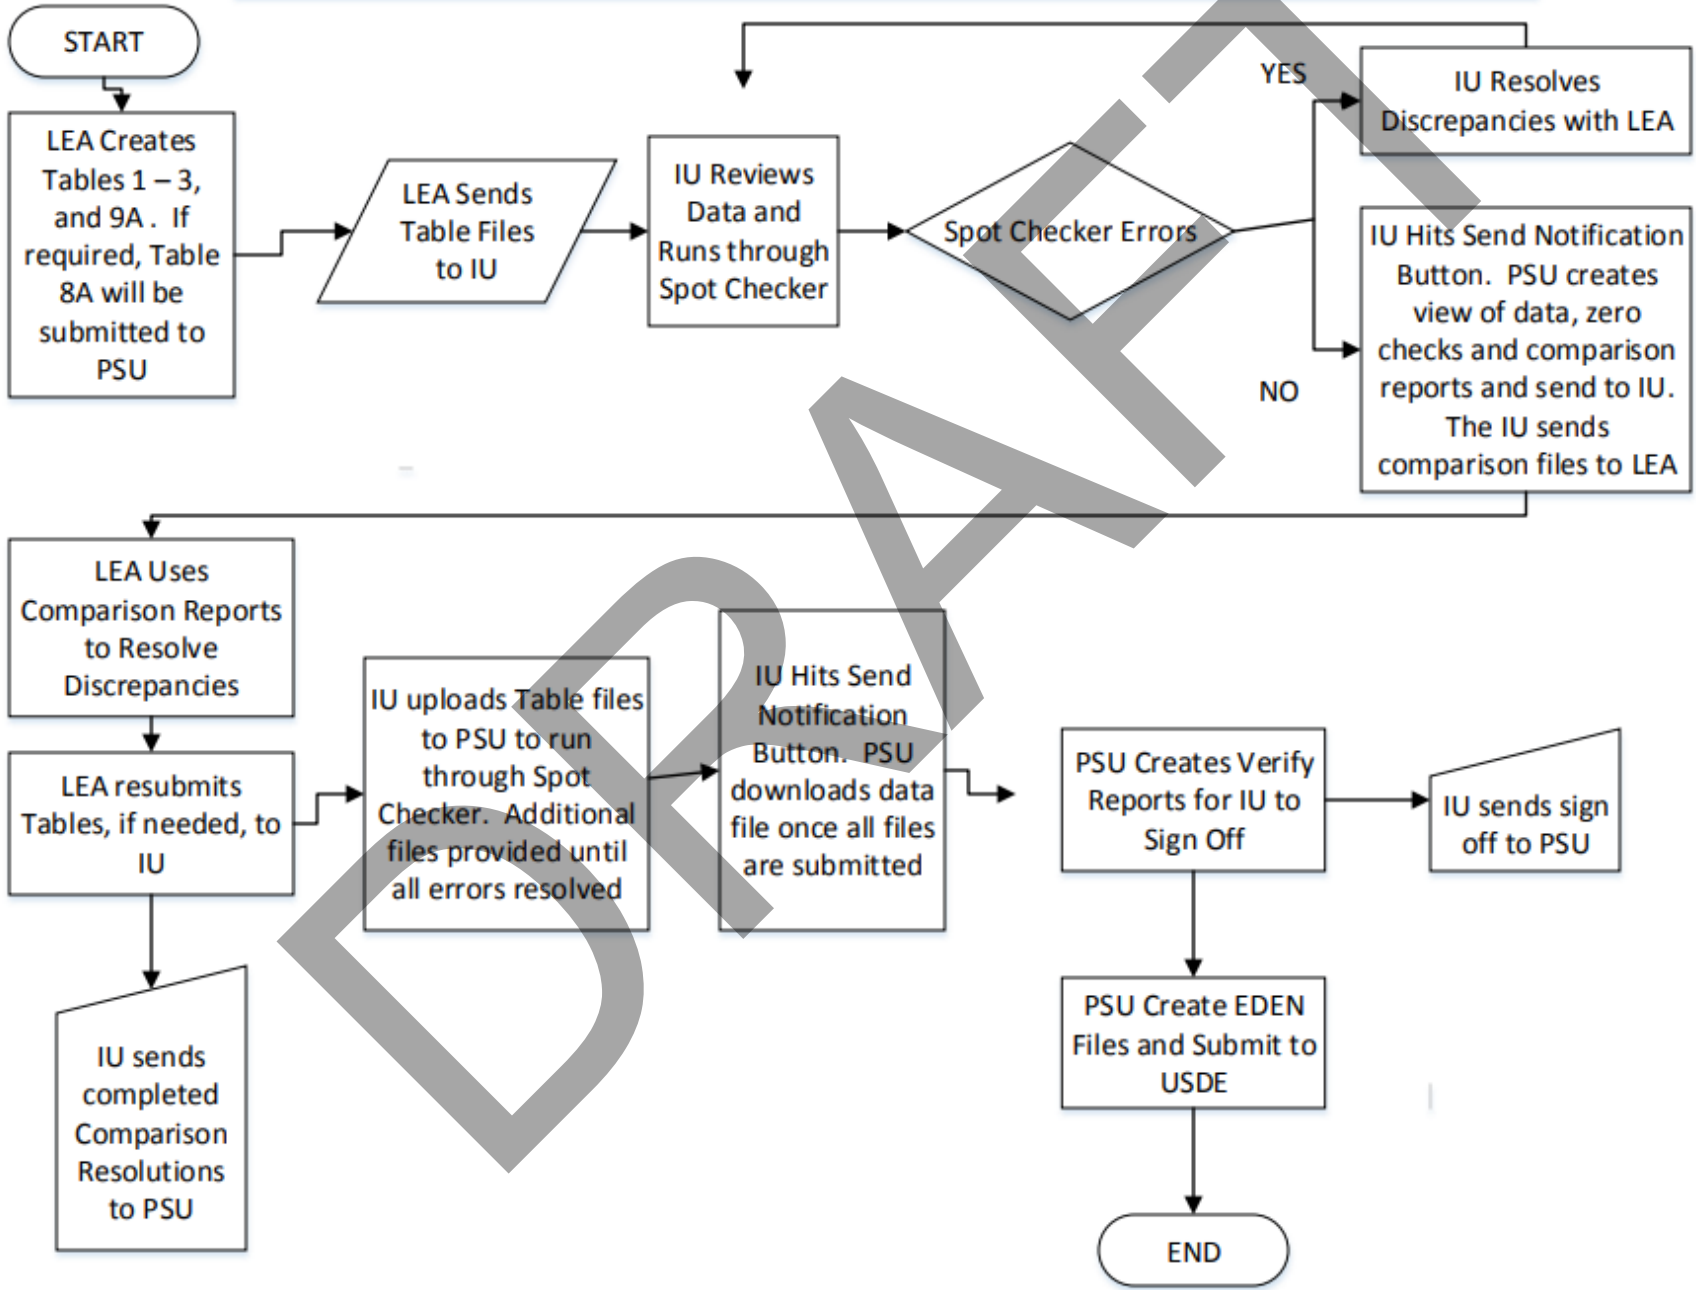 START
LEA Creates
Tables 1 – 3,
and 9A .  If
required, Table
8A will be
submitted to
PSU
LEA Sends
Table Files
to IU
IU Reviews
Data and
Runs through
Spot Checker
Spot Checker Errors
YES
IU Resolves
Discrepancies with LEA
NO
IU Hits Send Notification
Button.  PSU creates
view of data, zero
checks and comparison
reports and send to IU.
The IU sends
comparison files to LEA
LEA Uses
Comparison Reports
to Resolve
Discrepancies
LEA resubmits
Tables, if needed, to
IU
IU sends
completed
Comparison
Resolutions
to PSU
IU uploads Table files
to PSU to run
through Spot
Checker.  Additional
files provided until
all errors resolved
IU Hits Send
Notification
Button.  PSU
downloads data
file once all files
are submitted
PSU Creates Verify
Reports for IU to
Sign Off
IU sends sign
off to PSU
PSU Create EDEN
Files and Submit to
USDE
END
DRAFT